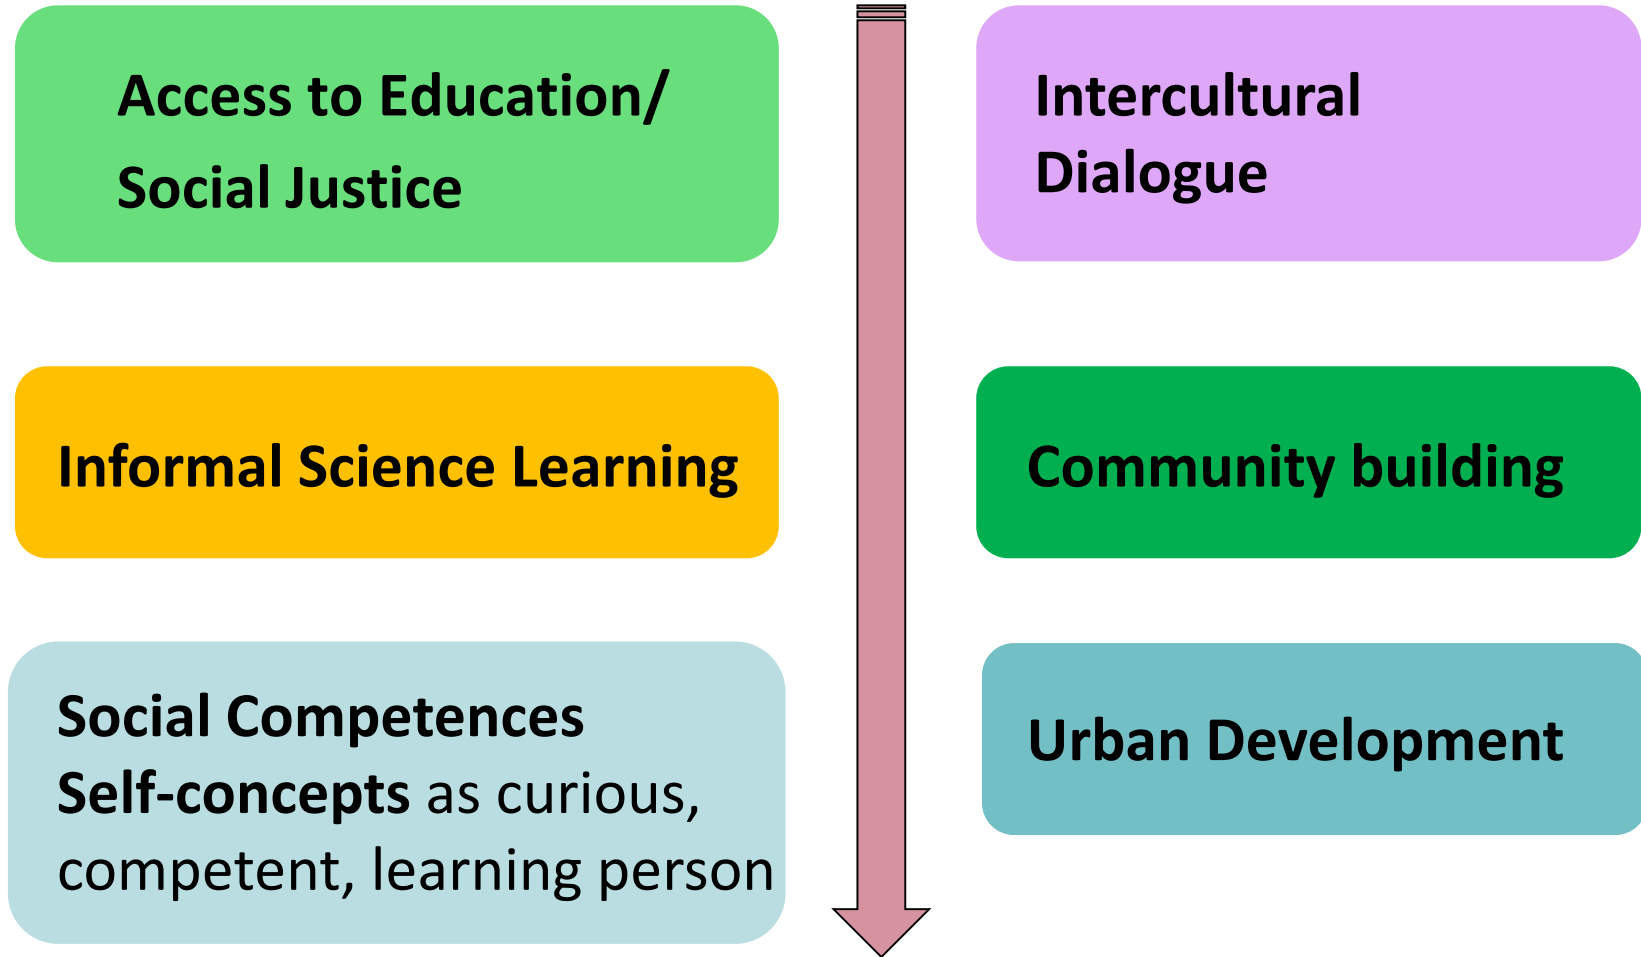 Access to Education/
Social Justice
Intercultural
Dialogue
Informal Science Learning
Community building
Social Competences
Self-concepts as curious,
competent, learning person
Urban Development